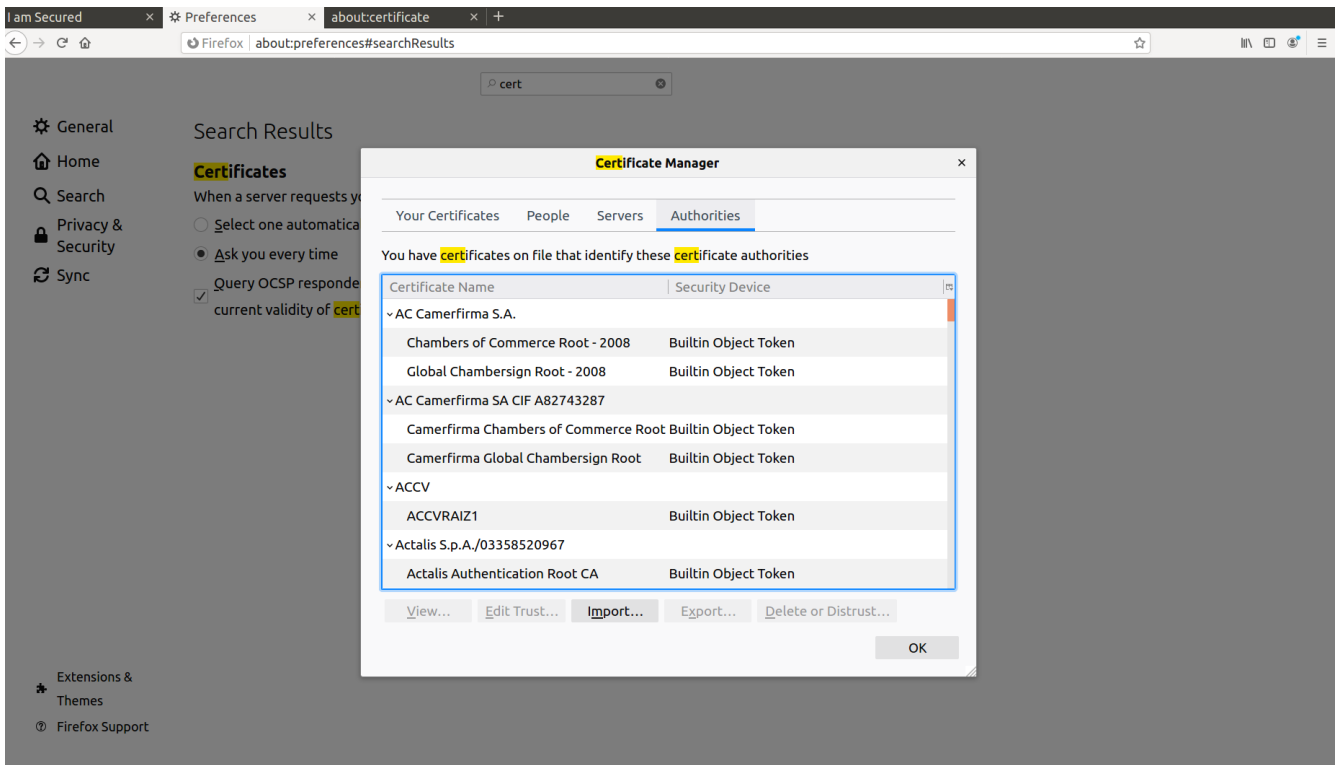 I am Secured
Preferences
about:certificate
Firefox about:preferences#searchResults
cert
General
Home
Search
Privacy &
Security
Sync
Extensions &
Themes
Firefox Support
Search Results
Certificates
When a server requests yo
Select one automatica
Ask you every time
Query OCSP responde
current validity of cert
Certificate Manager
Your Certificates People Servers Authorities
You have certificates on file that identify these certificate authorities
Certificate Name Security Device
AC Camerfirma S.A.
Chambers of Commerce Root - 2008 Builtin Object Token
Global Chambersign Root - 2008 Builtin Object Token
AC Camerfirma SA CIF A82743287
Camerfirma Chambers of Commerce Root Builtin Object Token
Camerfirma Global Chambersign Root Builtin Object Token
ACCV
ACCVRAIZ1 Builtin Object Token
Actalis S.p.A./03358520967
Actalis Authentication Root CA Builtin Object Token
View... Edit Trust... Import... Export... Delete or Distrust...
OK